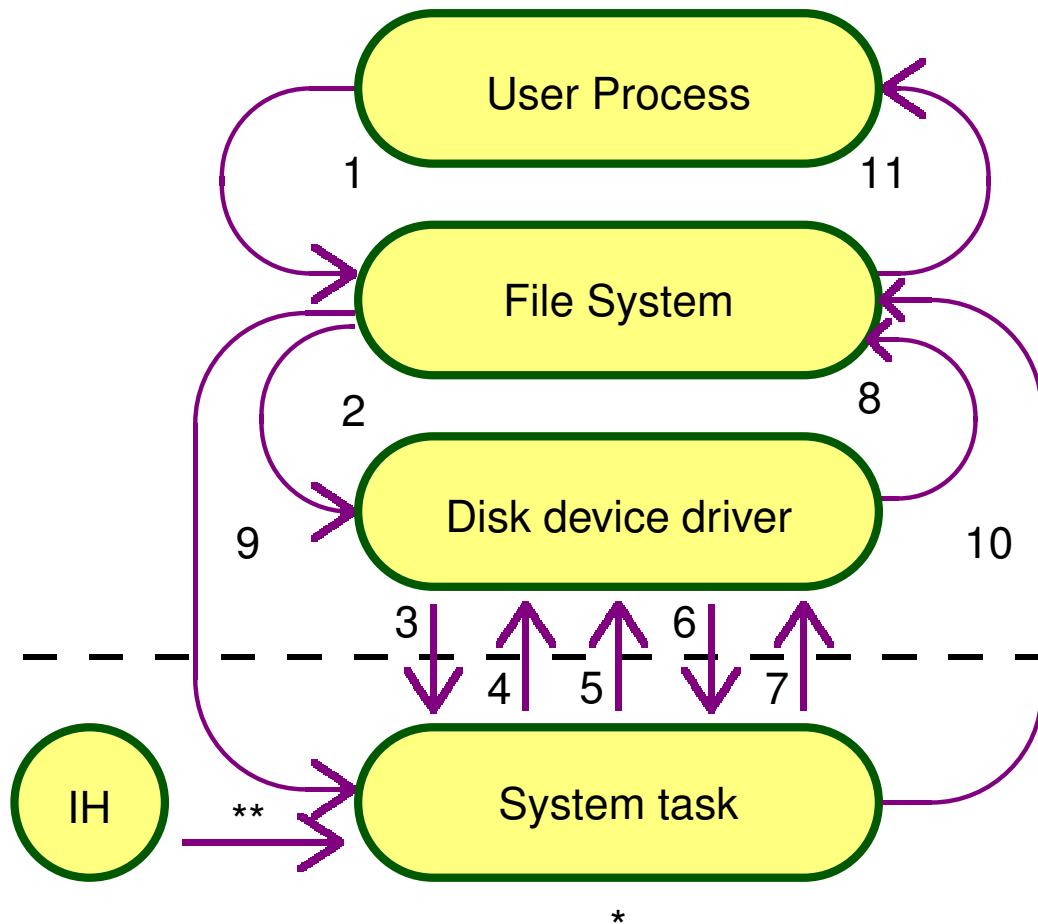 User Process
1
11
File System
2
8
Disk device driver
9
10
3
6
4
5
7
IH
**
System task
*